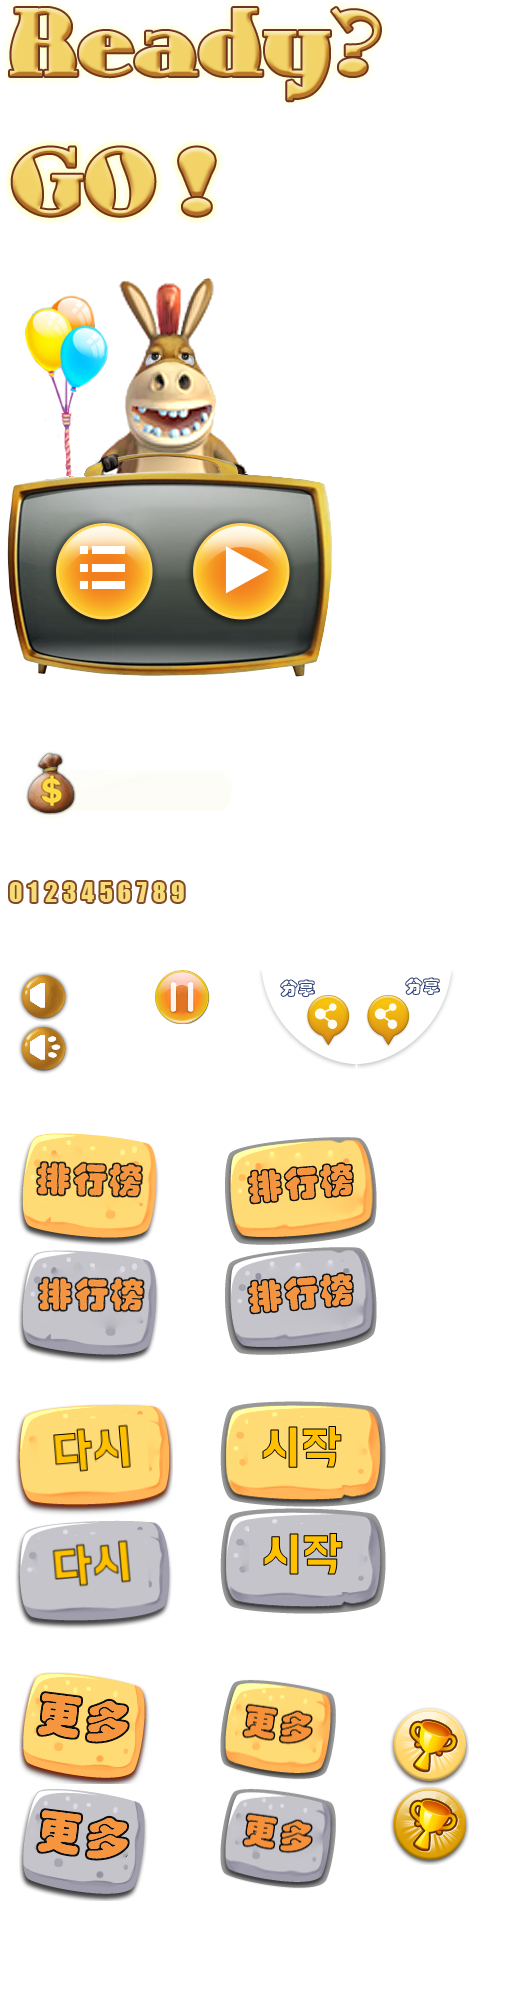 Ready?
GO!
$
0123456789
分享 分享
排行榜 排行榜
排行榜 排行榜
다시 시작
다시 시작
更多 更多
更多 更多